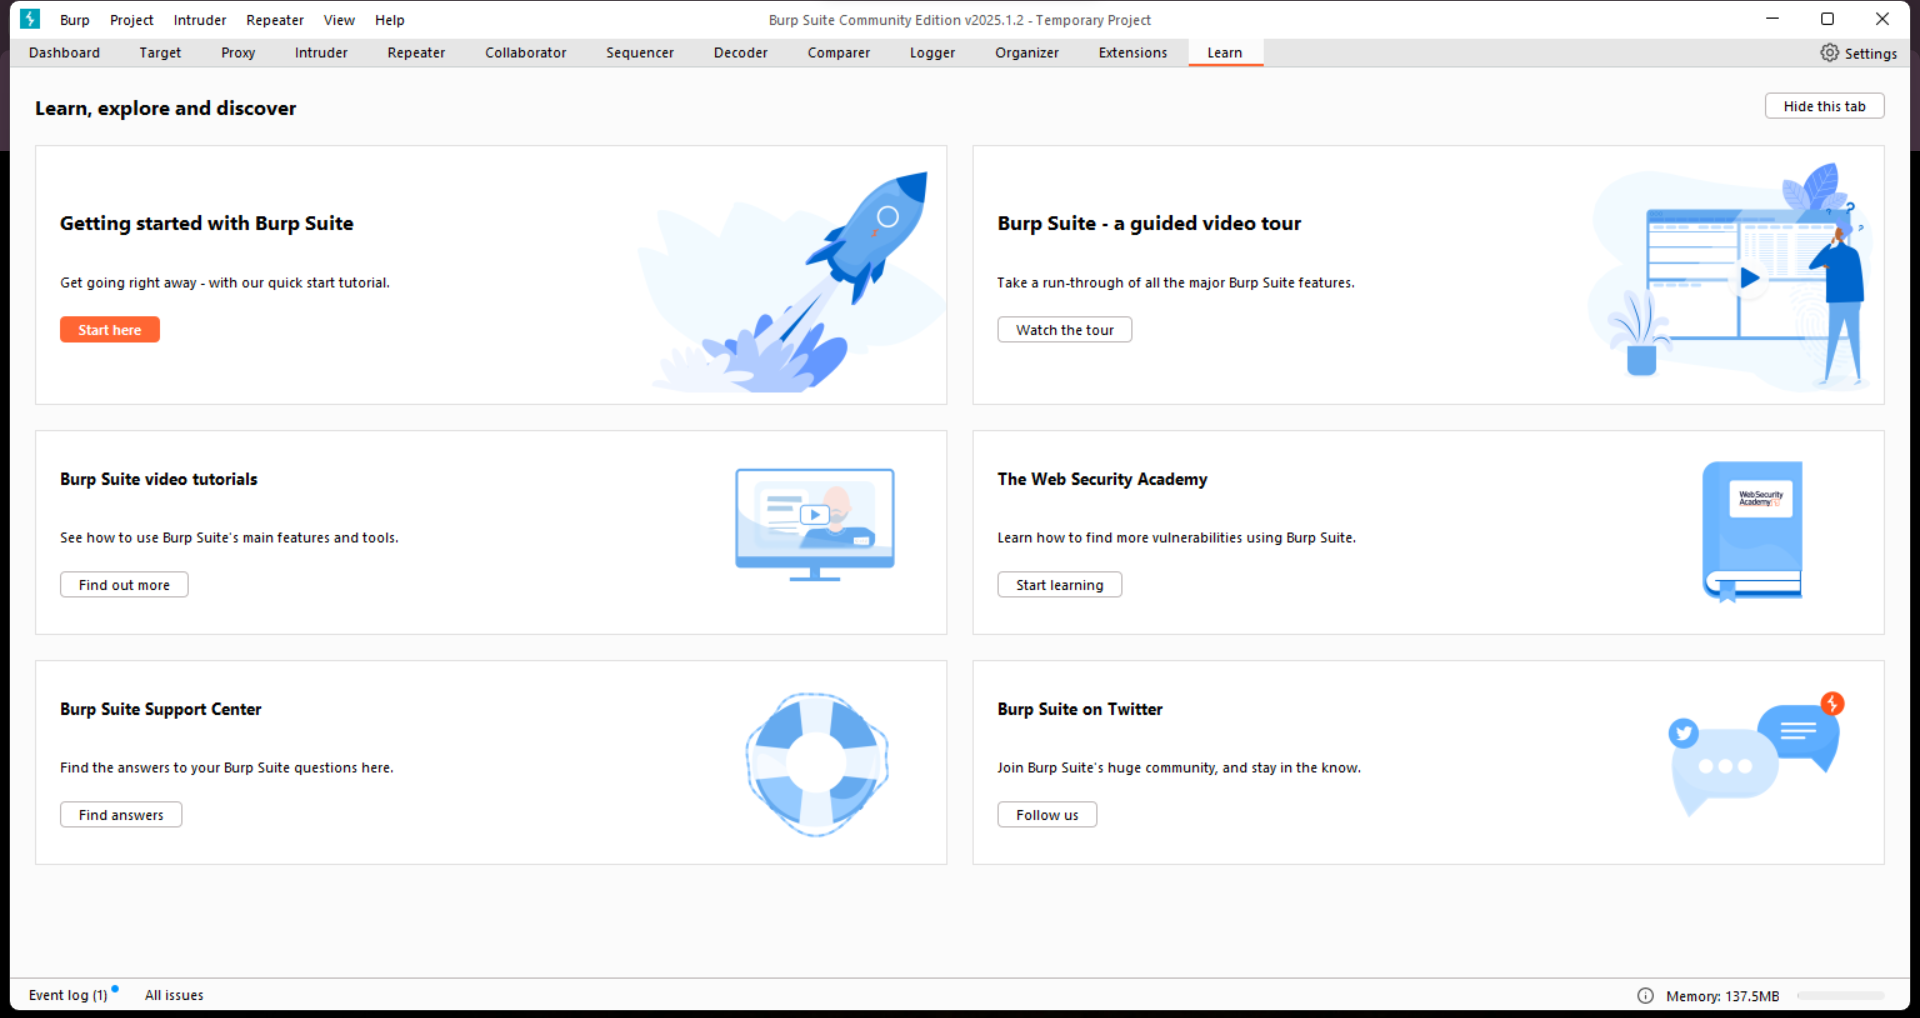 Burp Project Intruder Repeater View Help Burp Suite Community Edition v2025.1.2 - Temporary Project
Dashboard Target Proxy Intruder Repeater Collaborator Sequencer Decoder Comparer Logger Organizer Extensions Learn Settings
Learn, explore and discover Hide this tab
Getting started with Burp Suite
Get going right away - with our quick start tutorial.
Start here
Burp Suite - a guided video tour
Take a run-through of all the major Burp Suite features.
Watch the tour
Burp Suite video tutorials
See how to use Burp Suite's main features and tools.
Find out more
The Web Security Academy
Learn how to find more vulnerabilities using Burp Suite.
Start learning
WebSecurity
Academy
Burp Suite Support Center
Find the answers to your Burp Suite questions here.
Find answers
Burp Suite on Twitter
Join Burp Suite's huge community, and stay in the know.
Follow us
Event log (1) All issues Memory: 137.5MB